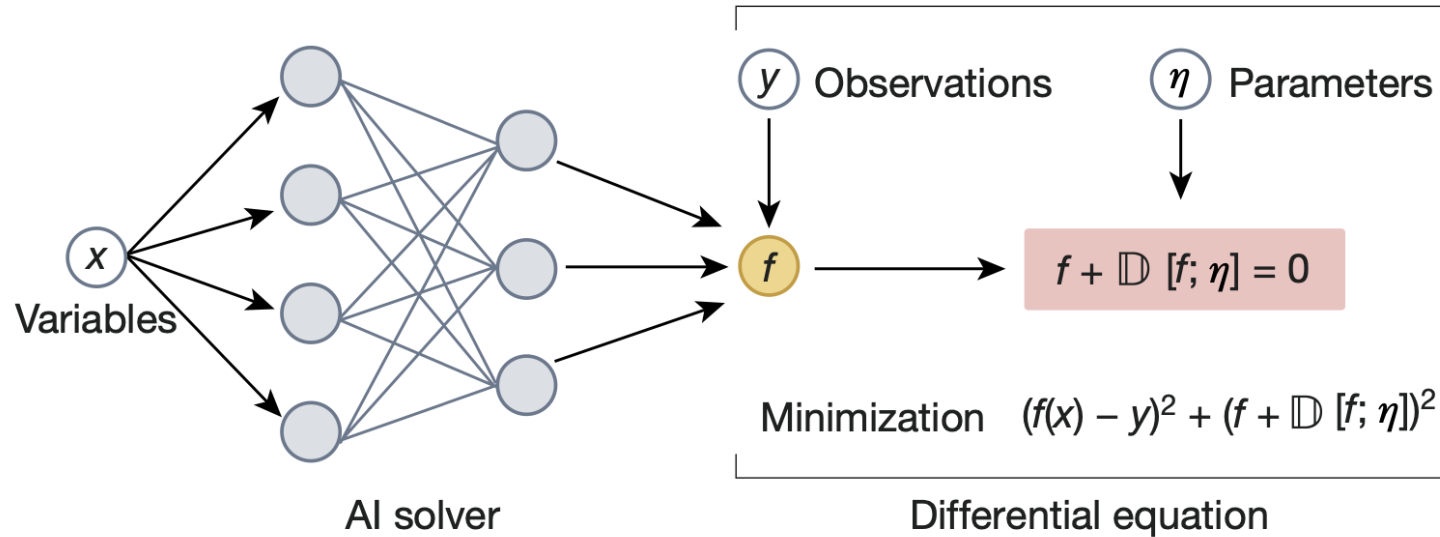 y Observations
η Parameters
x
Variables
f
f + 𝔻 [f; η] = 0
Minimization (f(x) – y)² + (f + 𝔻 [f; η])²
AI solver
Differential equation